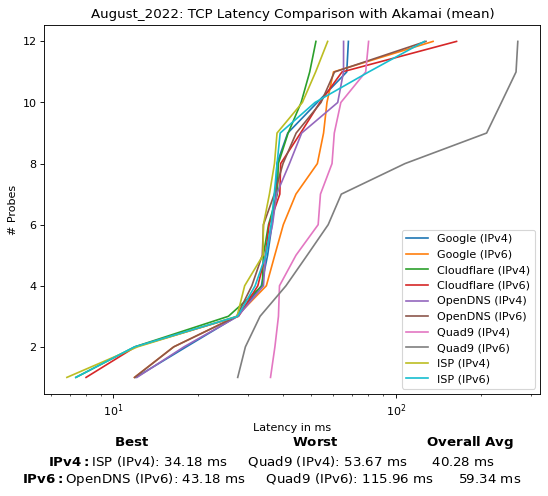 August_2022: TCP Latency Comparison with Akamai (mean)
12
10
8
6
4
2
# Probes
Google (IPv4)
Google (IPv6)
Cloudflare (IPv4)
Cloudflare (IPv6)
OpenDNS (IPv4)
OpenDNS (IPv6)
Quad9 (IPv4)
Quad9 (IPv6)
ISP (IPv4)
ISP (IPv6)
10¹ 10²
Latency in ms
Best Worst Overall Avg
IPv4: ISP (IPv4): 34.18 ms Quad9 (IPv4): 53.67 ms 40.28 ms
IPv6: OpenDNS (IPv6): 43.18 ms Quad9 (IPv6): 115.96 ms 59.34 ms